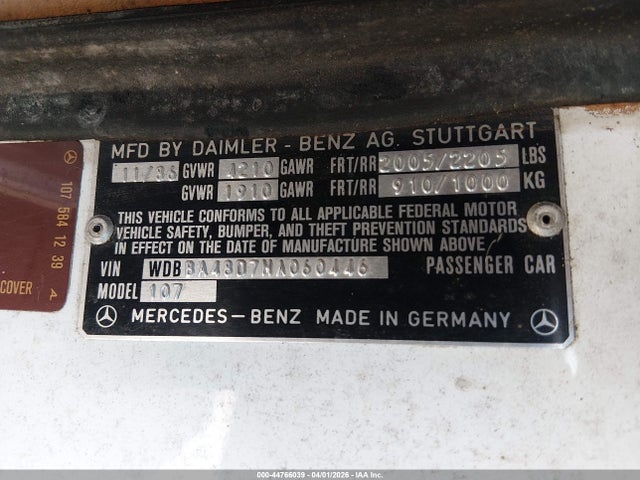 MFD BY DAIMLER - BENZ AG. STUTTGART
11/86 GVWR 4210 GAWR FRT/RR 2005/2205 LBS
GVWR 1910 GAWR FRT/RR 910/1000 KG
THIS VEHICLE CONFORMS TO ALL APPLICABLE FEDERAL MOTOR
VEHICLE SAFETY, BUMPER, AND THEFT PREVENTION STANDARDS
IN EFFECT ON THE DATE OF MANUFACTURE SHOWN ABOVE
VIN WDBBA48D7HA060446 PASSENGER CAR
MODEL 107
MERCEDES-BENZ MADE IN GERMANY
107 584 12 39 A
COVER
000-44766039 - 04/01/2026 - IAA Inc.